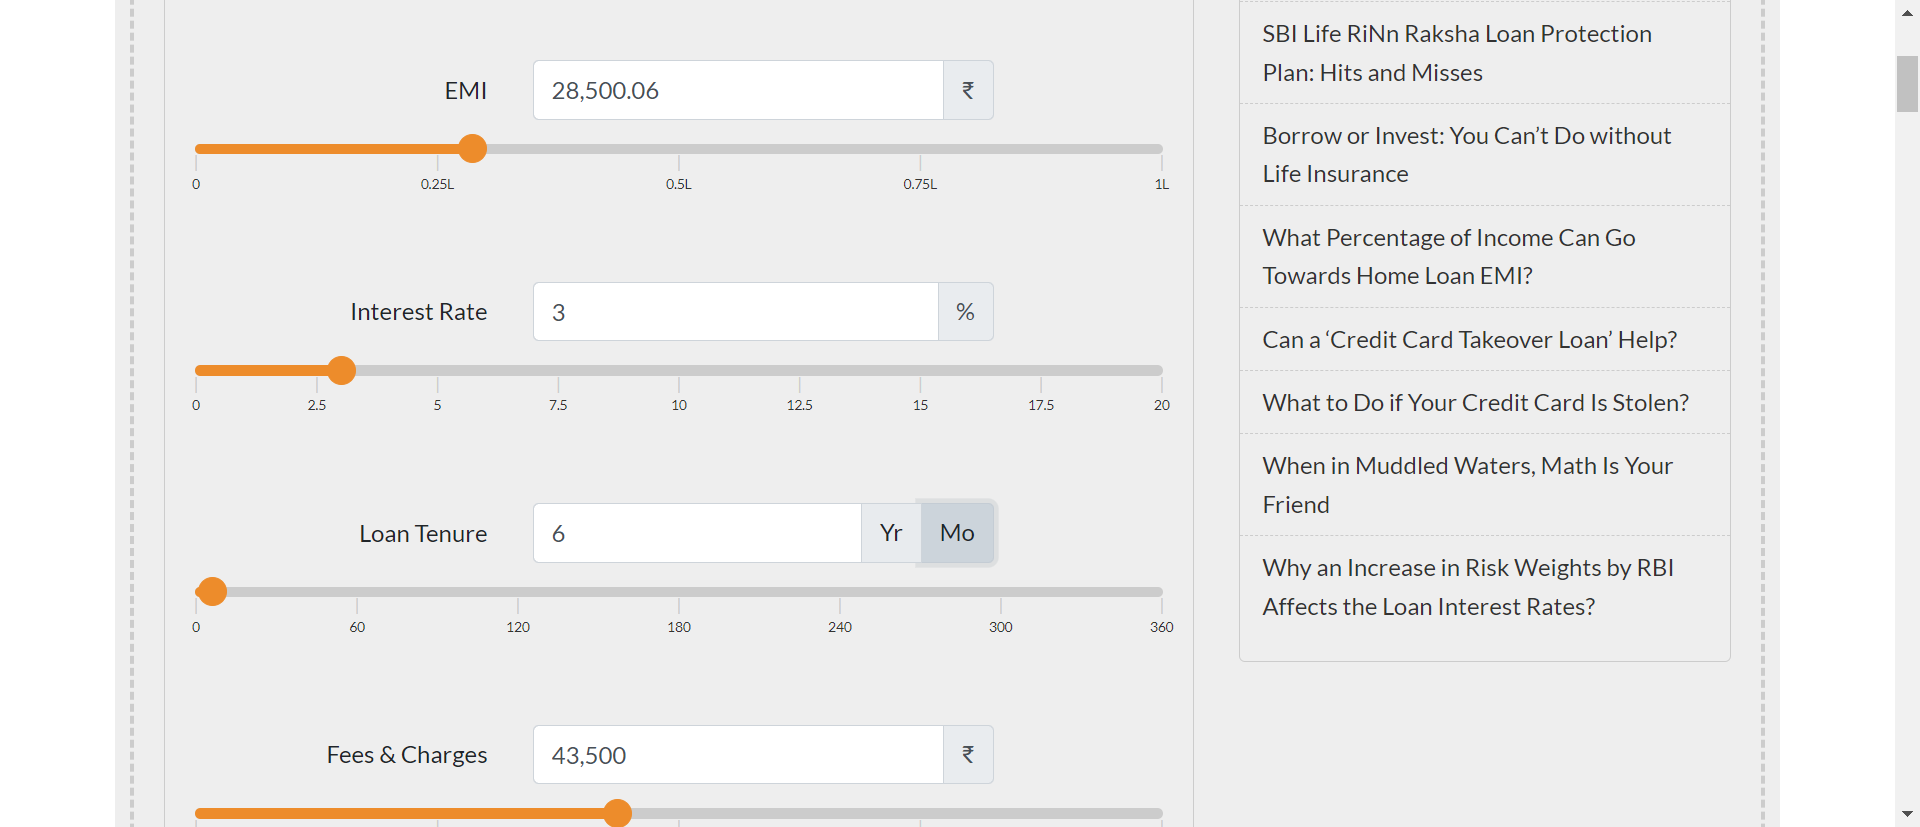 EMI
28,500.06
₹
0
0.25L
0.5L
0.75L
1L
Interest Rate
3
%
0
2.5
5
7.5
10
12.5
15
17.5
20
Loan Tenure
6
Yr
Mo
0
60
120
180
240
300
360
Fees & Charges
43,500
₹
SBI Life RiNn Raksha Loan Protection
Plan: Hits and Misses
Borrow or Invest: You Can’t Do without
Life Insurance
What Percentage of Income Can Go
Towards Home Loan EMI?
Can a ‘Credit Card Takeover Loan’ Help?
What to Do if Your Credit Card Is Stolen?
When in Muddled Waters, Math Is Your
Friend
Why an Increase in Risk Weights by RBI
Affects the Loan Interest Rates?